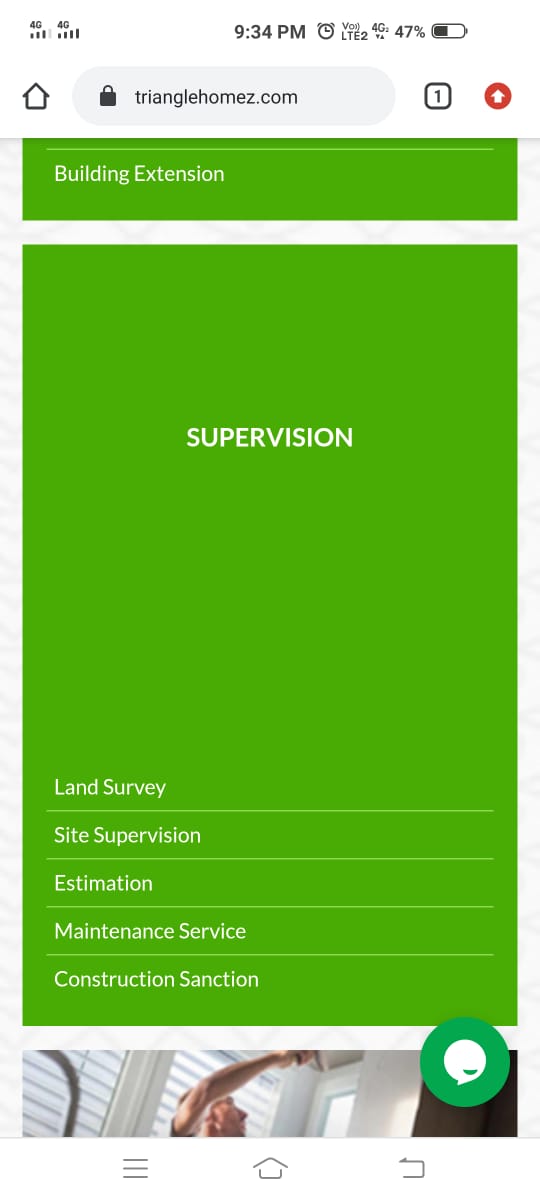 4G 4G 9:34 PM Vo)) LTE2 4G 47%
trianglehomez.com 1
Building Extension
SUPERVISION
Land Survey
Site Supervision
Estimation
Maintenance Service
Construction Sanction